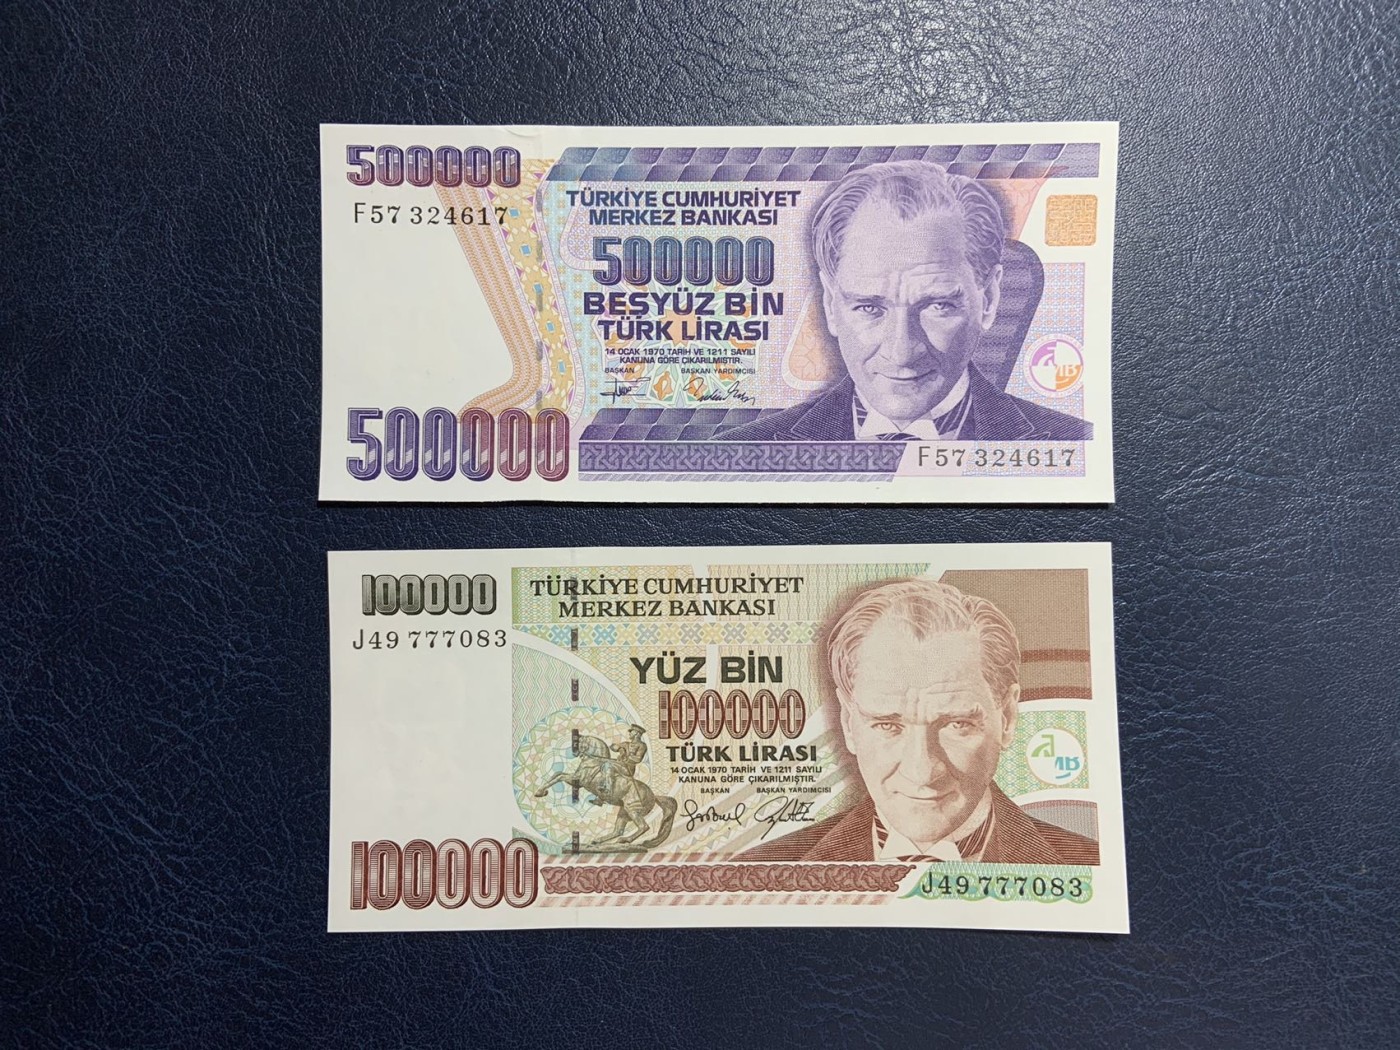 500000
F57 324617
TÜRKİYE CUMHURİYET
MERKEZ BANKASI
500000
BEŞYÜZ BİN
TÜRK LİRASI
14 OCAK 1970 TARİH VE 1211 SAYILI
KANUNA GÖRE ÇIKARILMIŞTIR.
BAŞKAN BAŞKAN YARDIMCISI
500000
F57 324617
100000
J49 777083
TÜRKİYE CUMHURİYET
MERKEZ BANKASI
YÜZ BİN
100000
TÜRK LİRASI
14 OCAK 1970 TARİH VE 1211 SAYILI
KANUNA GÖRE ÇIKARILMIŞTIR.
BAŞKAN BAŞKAN YARDIMCISI
100000
J49 777083